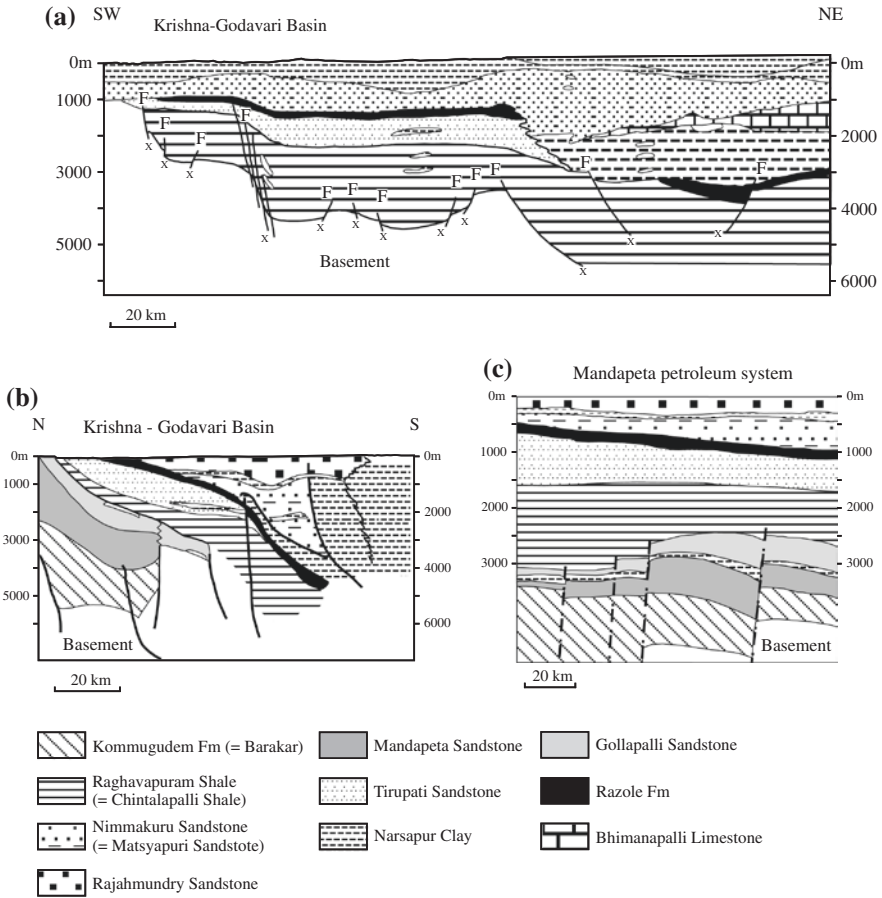 (a) SW
Krishna-Godavari Basin
NE
0m
1000
3000
5000
0m
2000
4000
6000
F
F
F
F
F
F
F
F
F
F
F
x
x
x
x
x
x
x
x
x
x
x
Basement
20 km
(b)
N Krishna - Godavari Basin S
0m
1000
2000
3000
5000
0m
2000
4000
6000
Basement
20 km
(c)
Mandapeta petroleum system
0m
1000
2000
3000
0m
1000
2000
3000
Basement
20 km
Kommugudem Fm (= Barakar)
Mandapeta Sandstone
Gollapalli Sandstone
Raghavapuram Shale
(= Chintalapalli Shale)
Tirupati Sandstone
Razole Fm
Nimmakuru Sandstone
(= Matsyapuri Sandstote)
Narsapur Clay
Bhimanapalli Limestone
Rajahmundry Sandstone